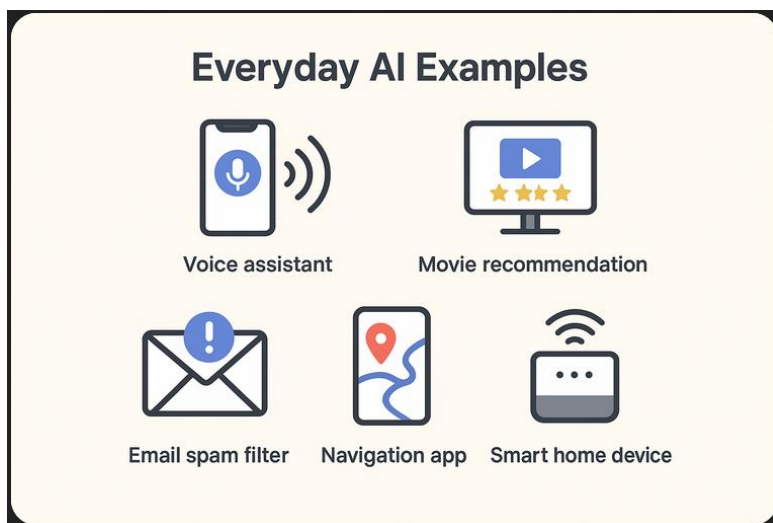 Everyday AI Examples
Voice assistant
Movie recommendation
Email spam filter
Navigation app
Smart home device